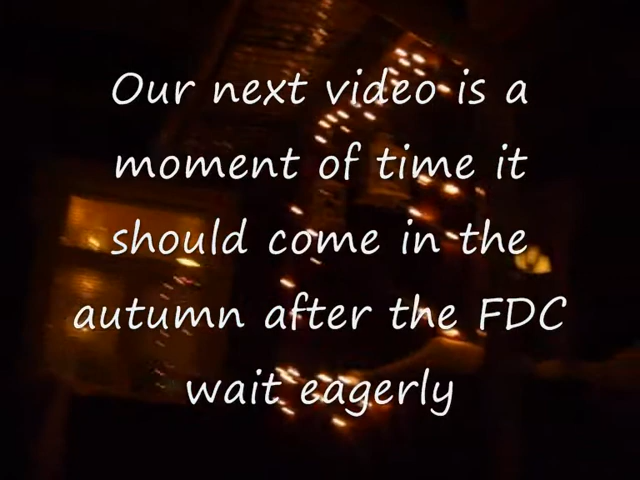 Our next video is a
moment of time it
should come in the
autumn after the FDC
wait eagerly